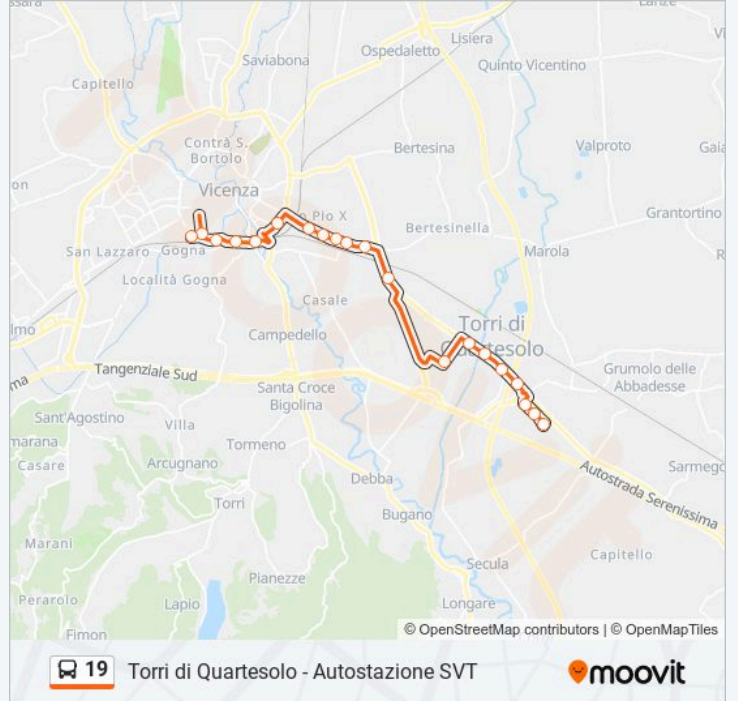 Lanze
Lisiera
Ospedaletto
Quinto Vicentino
Saviabona
Capitello
Contrà S.
Bortolo
Bertesina
Valproto
Vicenza
o Pio X
Grantortino
Bertesinella
San Lazzaro
Gogna
Marola
Località Gogna
Casale
Torri di
Quartesolo
Campedello
Grumolo delle
Abbadesse
Tangenziale Sud
Santa Croce
Bigolina
Sant'Agostino
Villa
Tormeno
Casare
Arcugnano
Sarmego
Debba
Autostrada Serenissima
Torri
Bugano
Marani
Capitello
Secula
Pianezze
Perarolo
Lapio
Longare
Fimon
© OpenStreetMap contributors | © OpenMapTiles
19 Torri di Quartesolo - Autostazione SVT
moovit